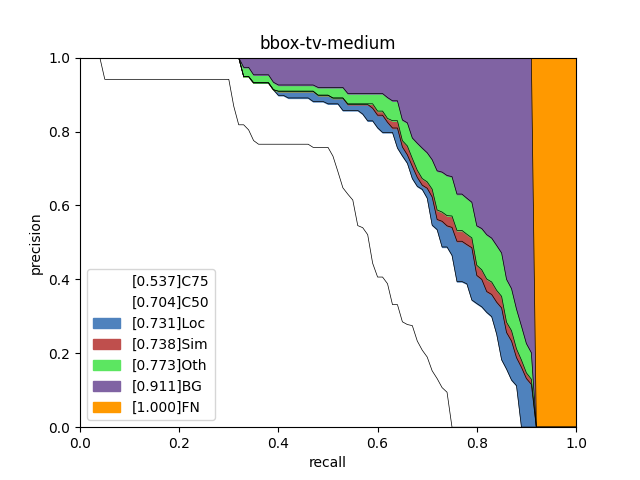 bbox-tv-medium
precision
1.0
0.8
0.6
0.4
0.2
0.0
[0.537]C75
[0.704]C50
[0.731]Loc
[0.738]Sim
[0.773]Oth
[0.911]BG
[1.000]FN
0.0 0.2 0.4 0.6 0.8 1.0
recall